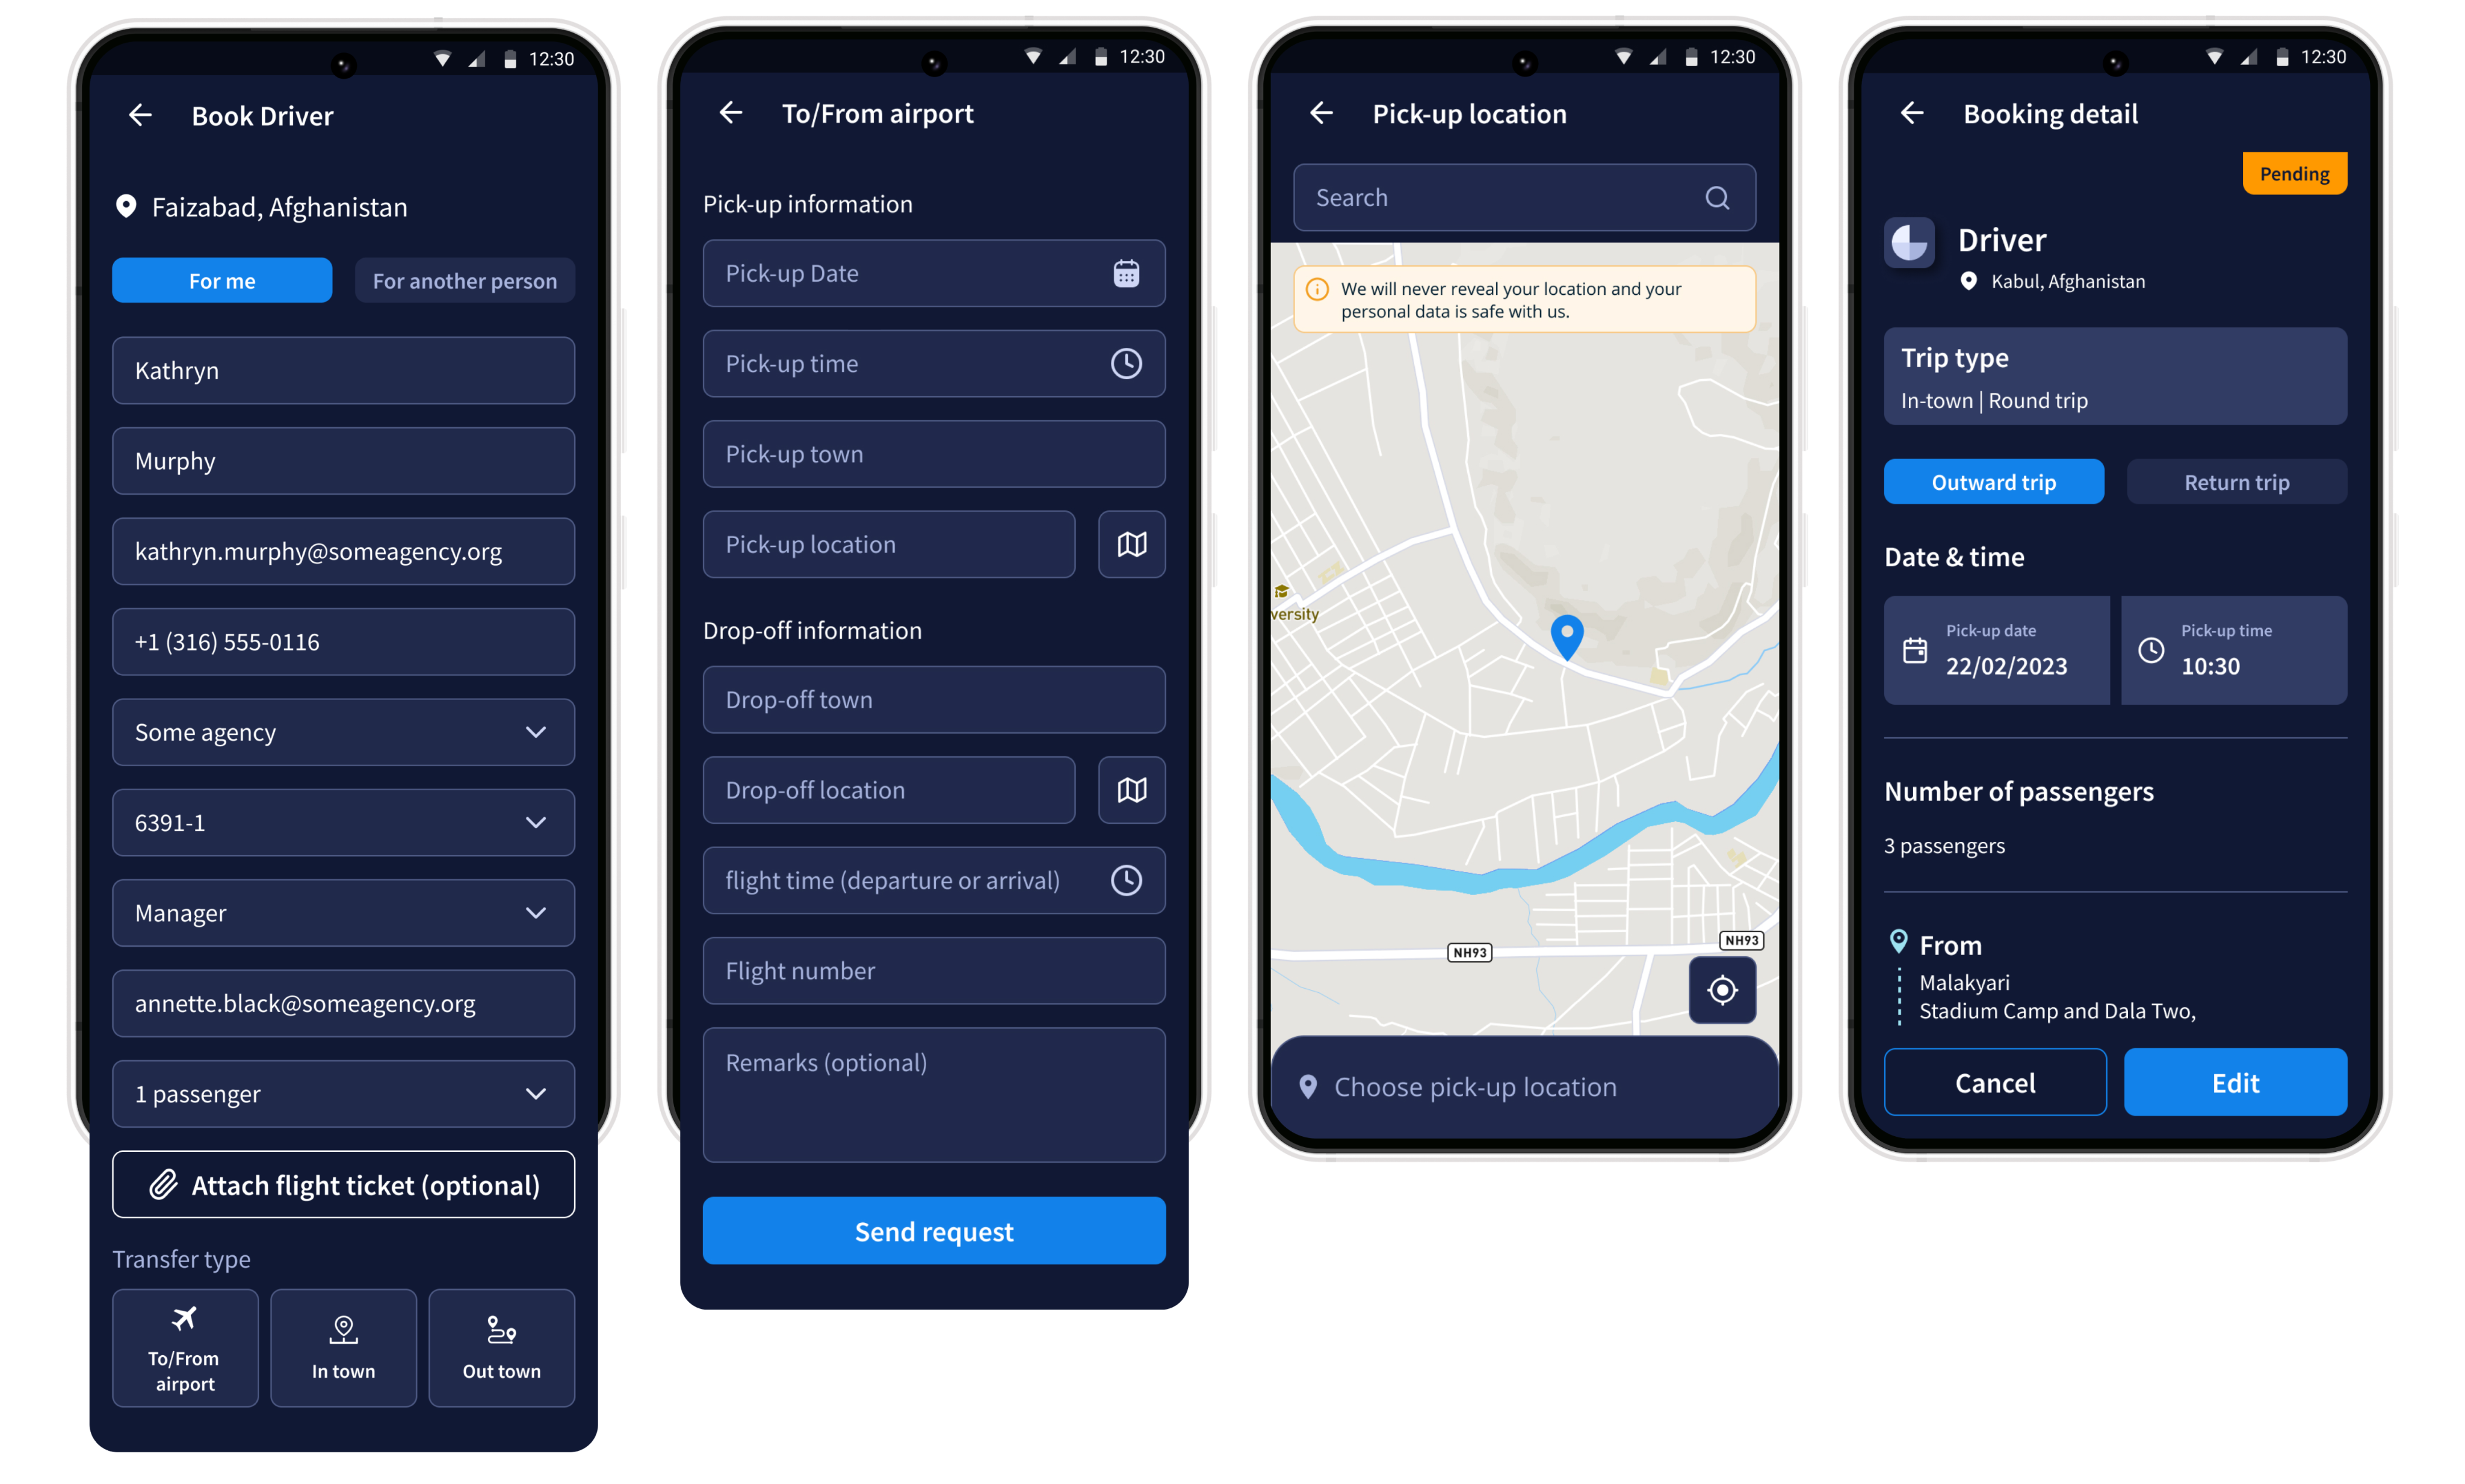 12:30
Book Driver
Faizabad, Afghanistan
For me
For another person
Kathryn
Murphy
kathryn.murphy@someagency.org
+1 (316) 555-0116
Some agency
6391-1
Manager
annette.black@someagency.org
1 passenger
Attach flight ticket (optional)
Transfer type
To/From
airport
In town
Out town
12:30
To/From airport
Pick-up information
Pick-up Date
Pick-up time
Pick-up town
Pick-up location
Drop-off information
Drop-off town
Drop-off location
flight time (departure or arrival)
Flight number
Remarks (optional)
Send request
12:30
Pick-up location
Search
We will never reveal your location and your
personal data is safe with us.
versity
NH93
NH93
Choose pick-up location
12:30
Booking detail
Pending
Driver
Kabul, Afghanistan
Trip type
In-town | Round trip
Outward trip
Return trip
Date & time
Pick-up date
22/02/2023
Pick-up time
10:30
Number of passengers
3 passengers
From
Malakyari
Stadium Camp and Dala Two,
Cancel
Edit